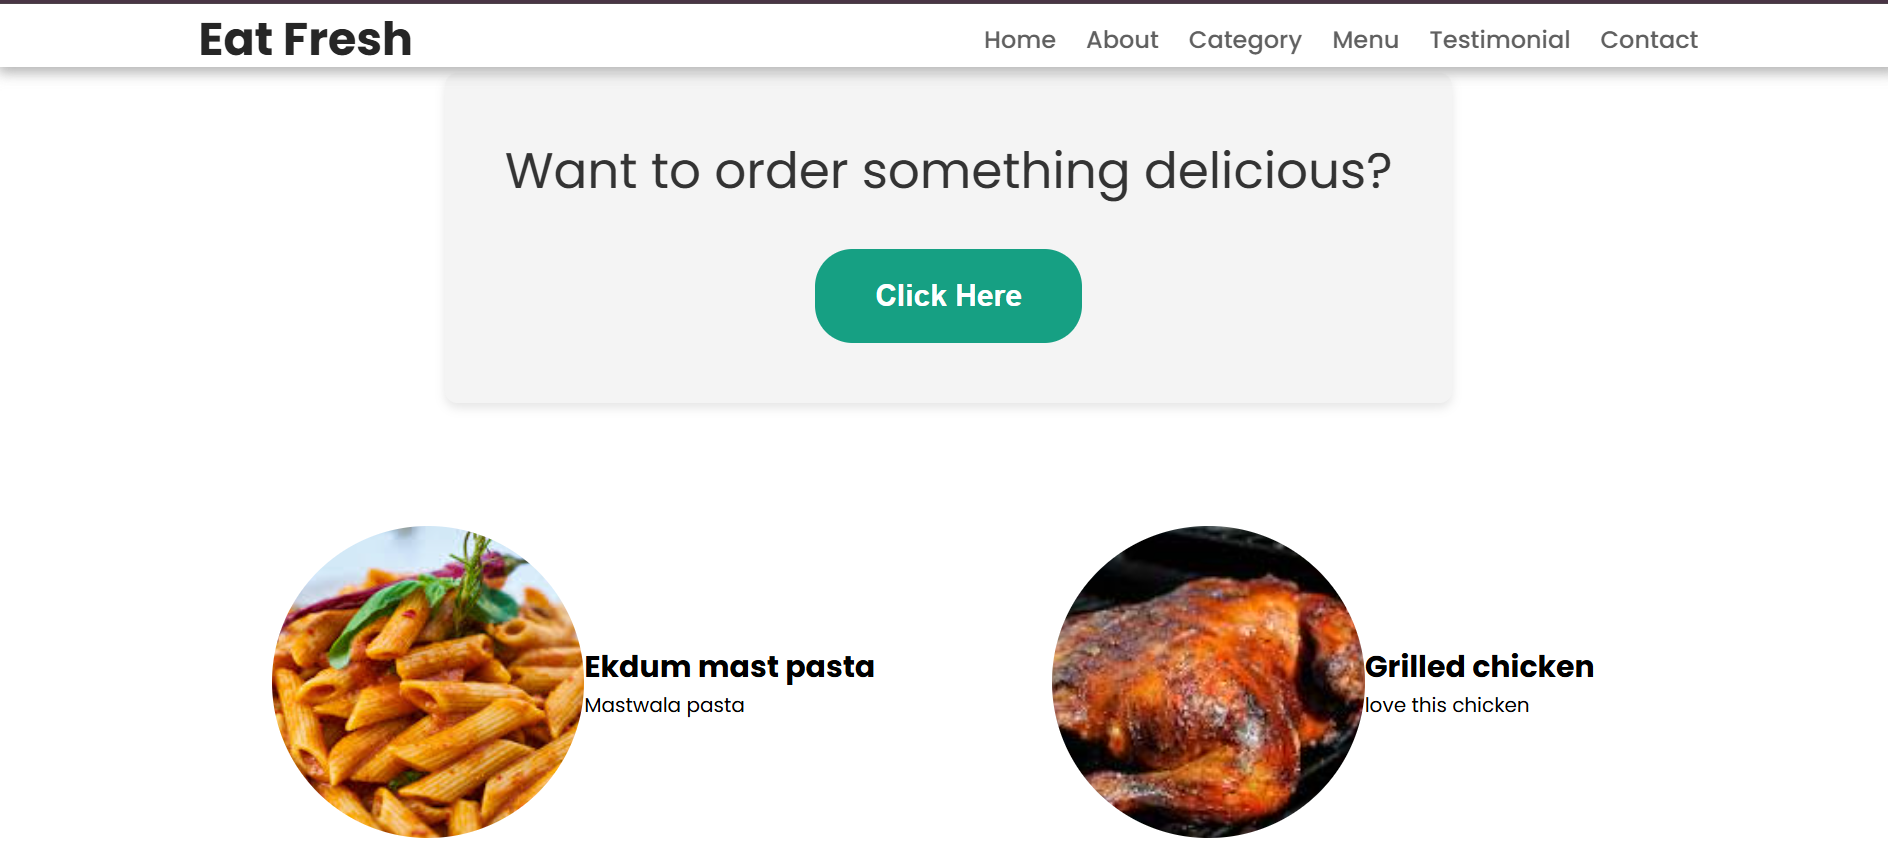 Eat Fresh
Home About Category Menu Testimonial Contact
Want to order something delicious?
Click Here
Ekdum mast pasta
Mastwala pasta
Grilled chicken
love this chicken